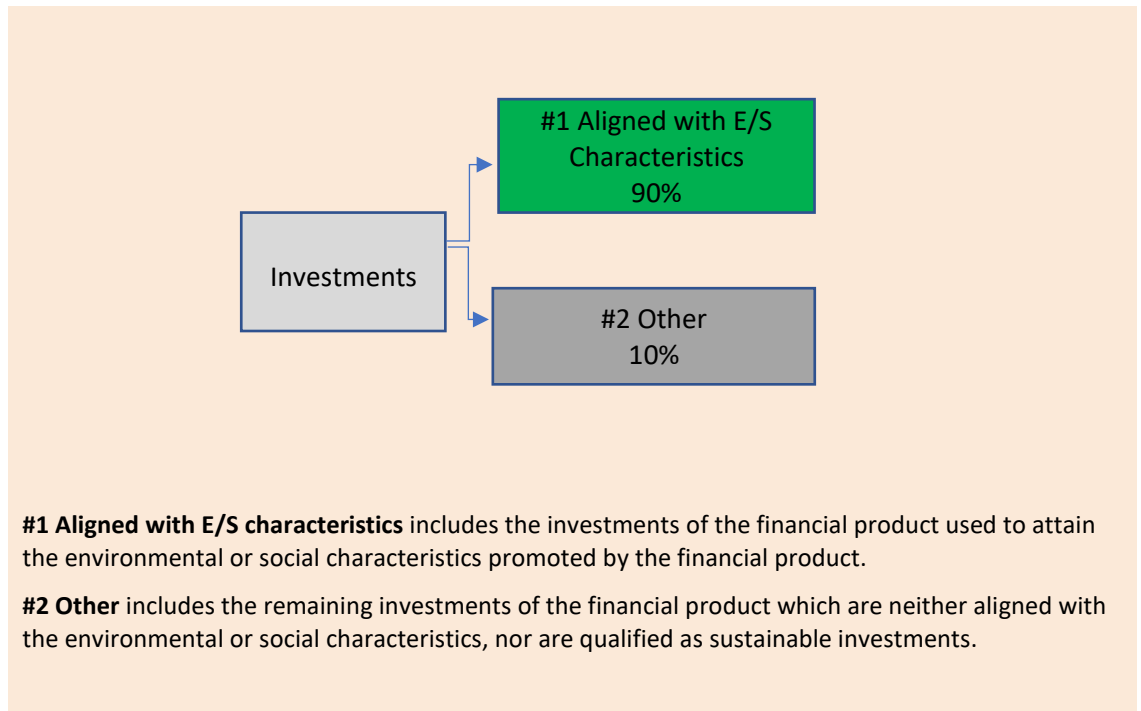 #1 Aligned with E/S
Characteristics
90%
Investments
#2 Other
10%
#1 Aligned with E/S characteristics includes the investments of the financial product used to attain
the environmental or social characteristics promoted by the financial product.
#2 Other includes the remaining investments of the financial product which are neither aligned with
the environmental or social characteristics, nor are qualified as sustainable investments.